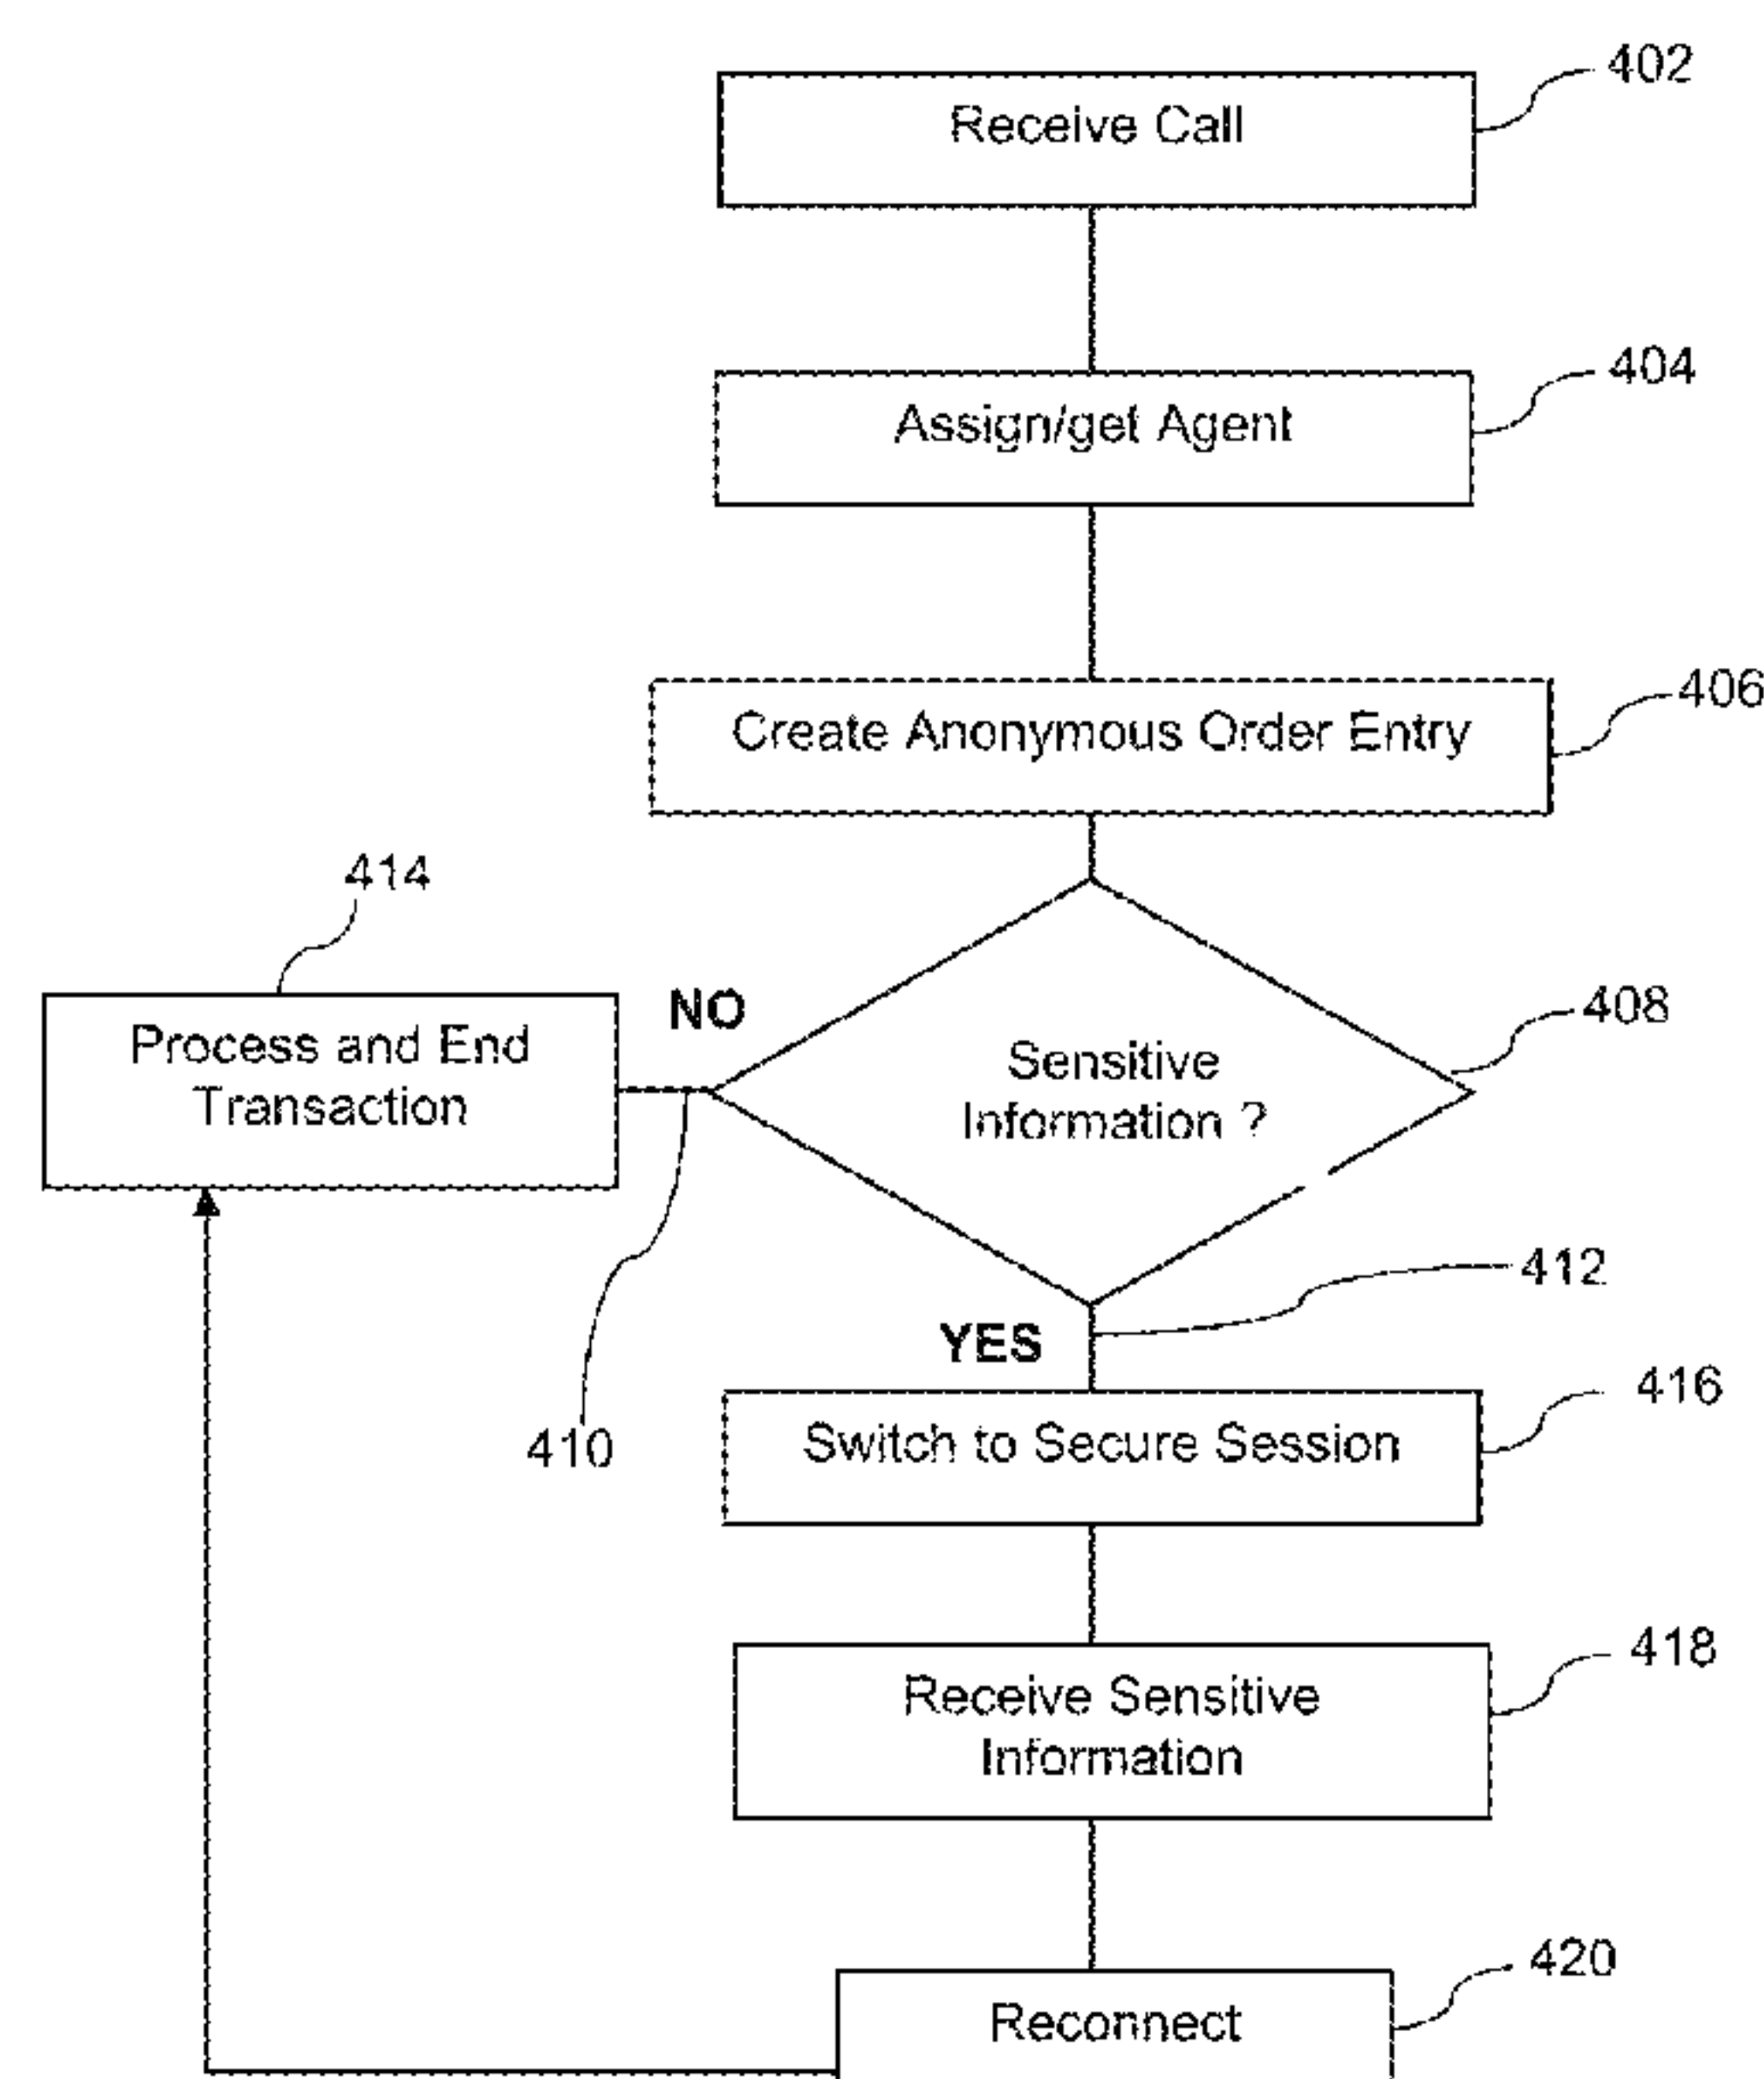 402
Receive Call
404
Assign/get Agent
406
Create Anonymous Order Entry
414
NO
408
Process and End
Transaction
Sensitive
Information ?
412
YES
410
416
Switch to Secure Session
418
Receive Sensitive
Information
420
Reconnect